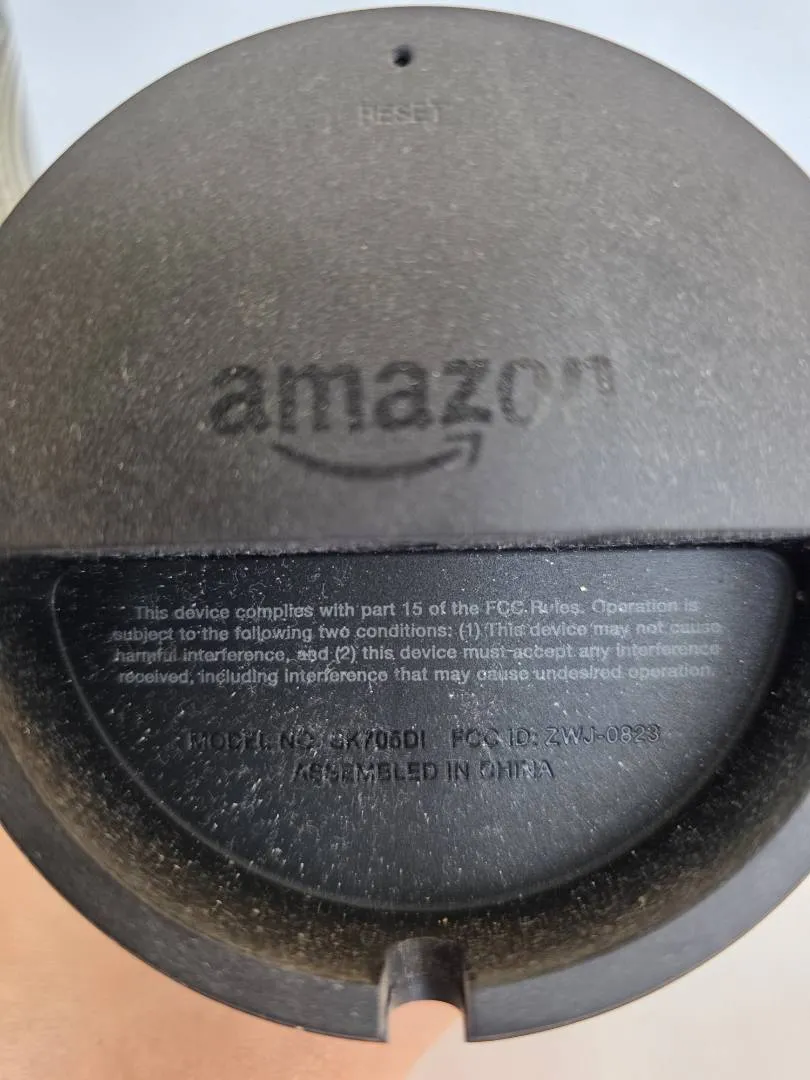 RESET
amazon
This device complies with part 15 of the FCC Rules. Operation is
subject to the following two conditions: (1) This device may not cause
harmful interference, and (2) this device must accept any interference
received, including interference that may cause undesired operation.
MODEL NO: SK705DI FCC ID: ZWJ-0823
ASSEMBLED IN CHINA